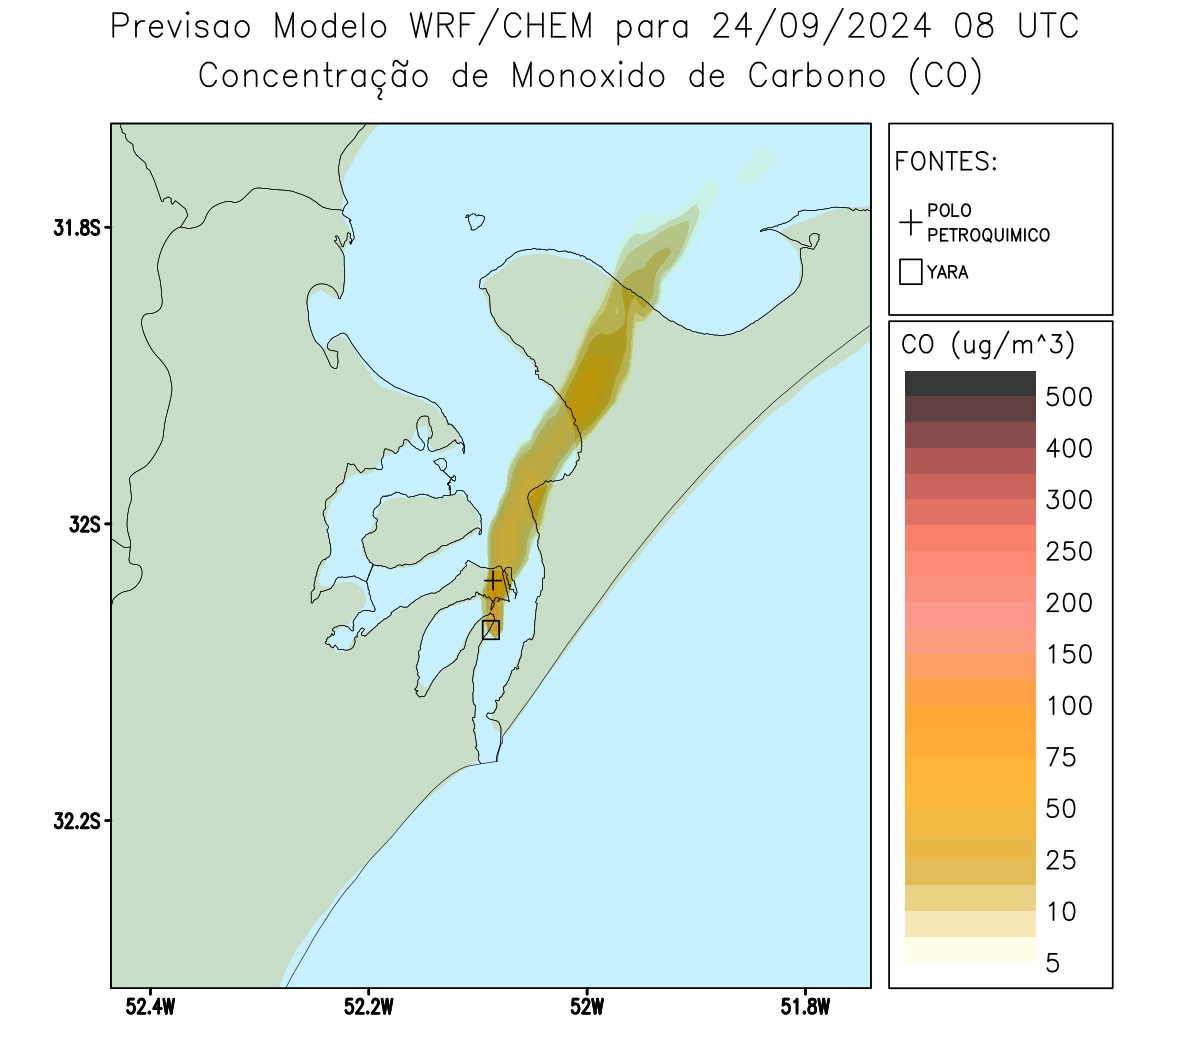 Previsao Modelo WRF/CHEM para 24/09/2024 08 UTC
Concentração de Monoxido de Carbono (CO)
FONTES:
POLO
PETROQUIMICO
YARA
CO (ug/m^3)
500
400
300
250
200
150
100
75
50
25
10
5
31.8S
32S
32.2S
52.4W
52.2W
52W
51.8W